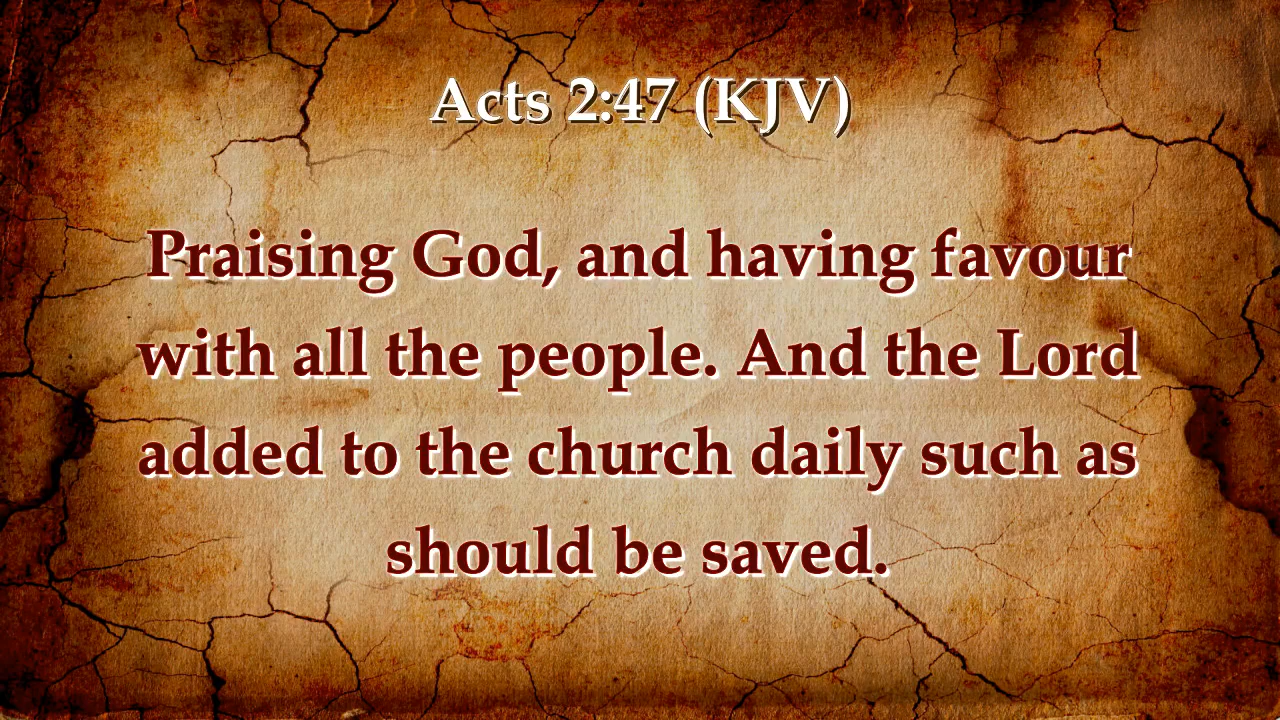 Acts 2:47 (KJV)
Praising God, and having favour
with all the people. And the Lord
added to the church daily such as
should be saved.